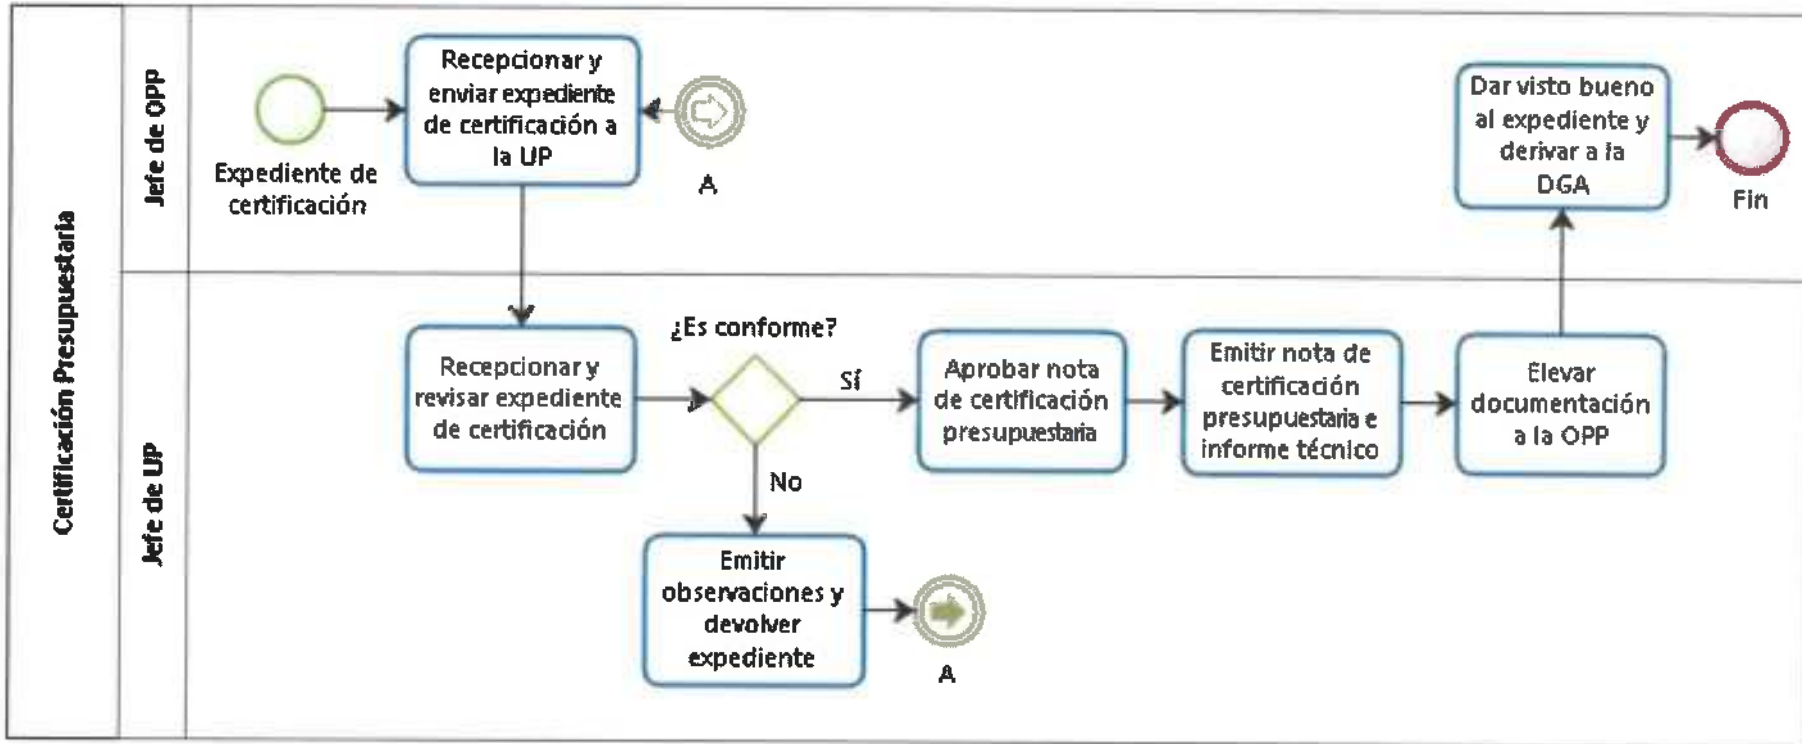 Certificación Presupuestaria
Jefe de OPP
Expediente de
certificación
Recepcionar y
enviar expediente
de certificación a
la UP
A
Dar visto bueno
al expediente y
derivar a la
DGA
Fin
Jefe de UP
Recepcionar y
revisar expediente
de certificación
¿Es conforme?
Sí
No
Aprobar nota
de certificación
presupuestaria
Emitir nota de
certificación
presupuestaria e
informe técnico
Elevar
documentación
a la OPP
Emitir
observaciones y
devolver
expediente
A